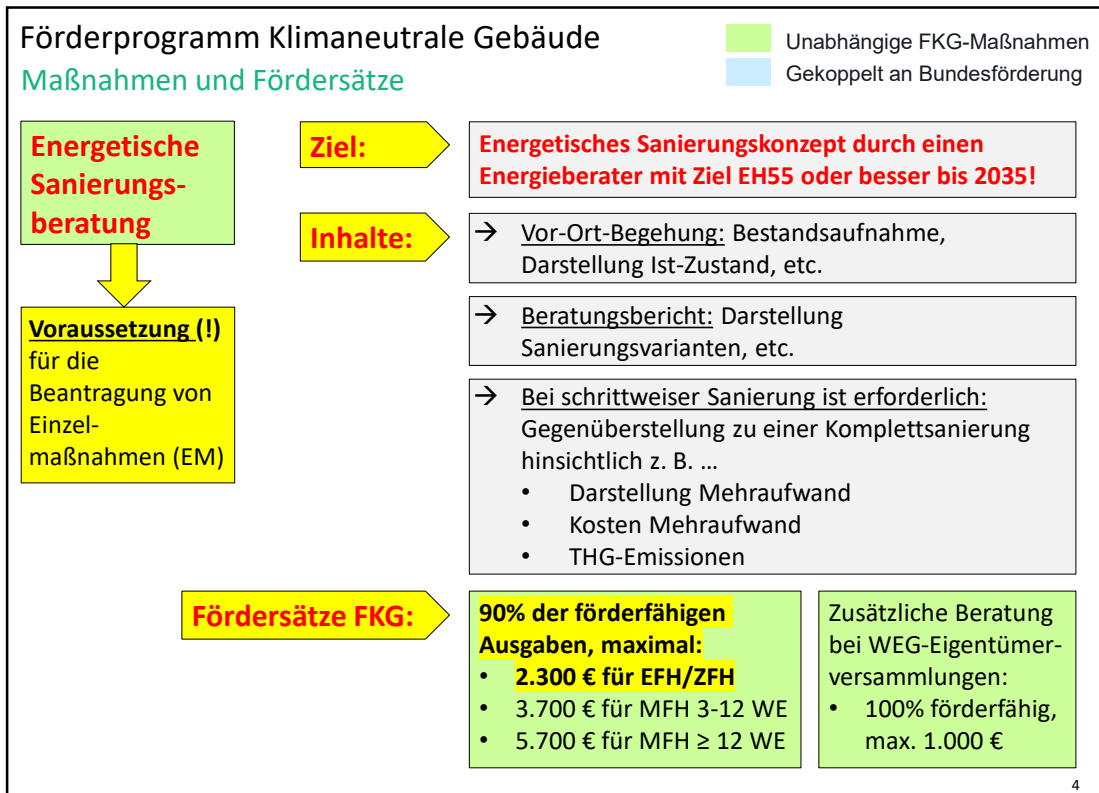 Förderprogramm Klimaneutrale Gebäude
Maßnahmen und Fördersätze
Unabhängige FKG-Maßnahmen
Gekoppelt an Bundesförderung
Energetische
Sanierungs-
beratung
Voraussetzung (!)
für die
Beantragung von
Einzel-
maßnahmen (EM)
Ziel:
Energetisches Sanierungskonzept durch einen
Energieberater mit Ziel EH55 oder besser bis 2035!
Inhalte:
→ Vor-Ort-Begehung: Bestandsaufnahme,
Darstellung Ist-Zustand, etc.
→ Beratungsbericht: Darstellung
Sanierungsvarianten, etc.
→ Bei schrittweiser Sanierung ist erforderlich:
Gegenüberstellung zu einer Komplettsanierung
hinsichtlich z. B. …
• Darstellung Mehraufwand
• Kosten Mehraufwand
• THG-Emissionen
Fördersätze FKG:
90% der förderfähigen
Ausgaben, maximal:
• 2.300 € für EFH/ZFH
• 3.700 € für MFH 3-12 WE
• 5.700 € für MFH ≥ 12 WE
Zusätzliche Beratung
bei WEG-Eigentümer-
versammlungen:
• 100% förderfähig,
max. 1.000 €
4